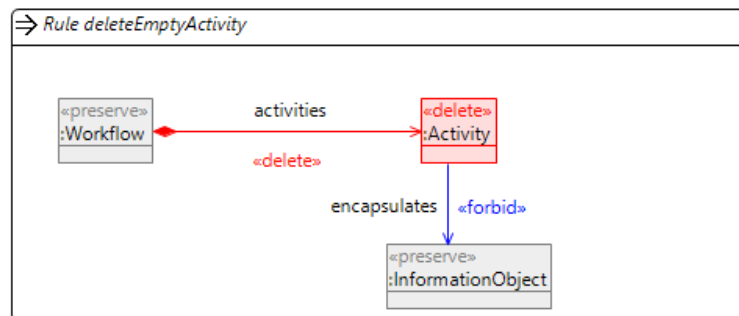 Rule deleteEmptyActivity
«preserve»
:Workflow
activities
«delete»
«delete»
:Activity
encapsulates «forbid»
«preserve»
:InformationObject